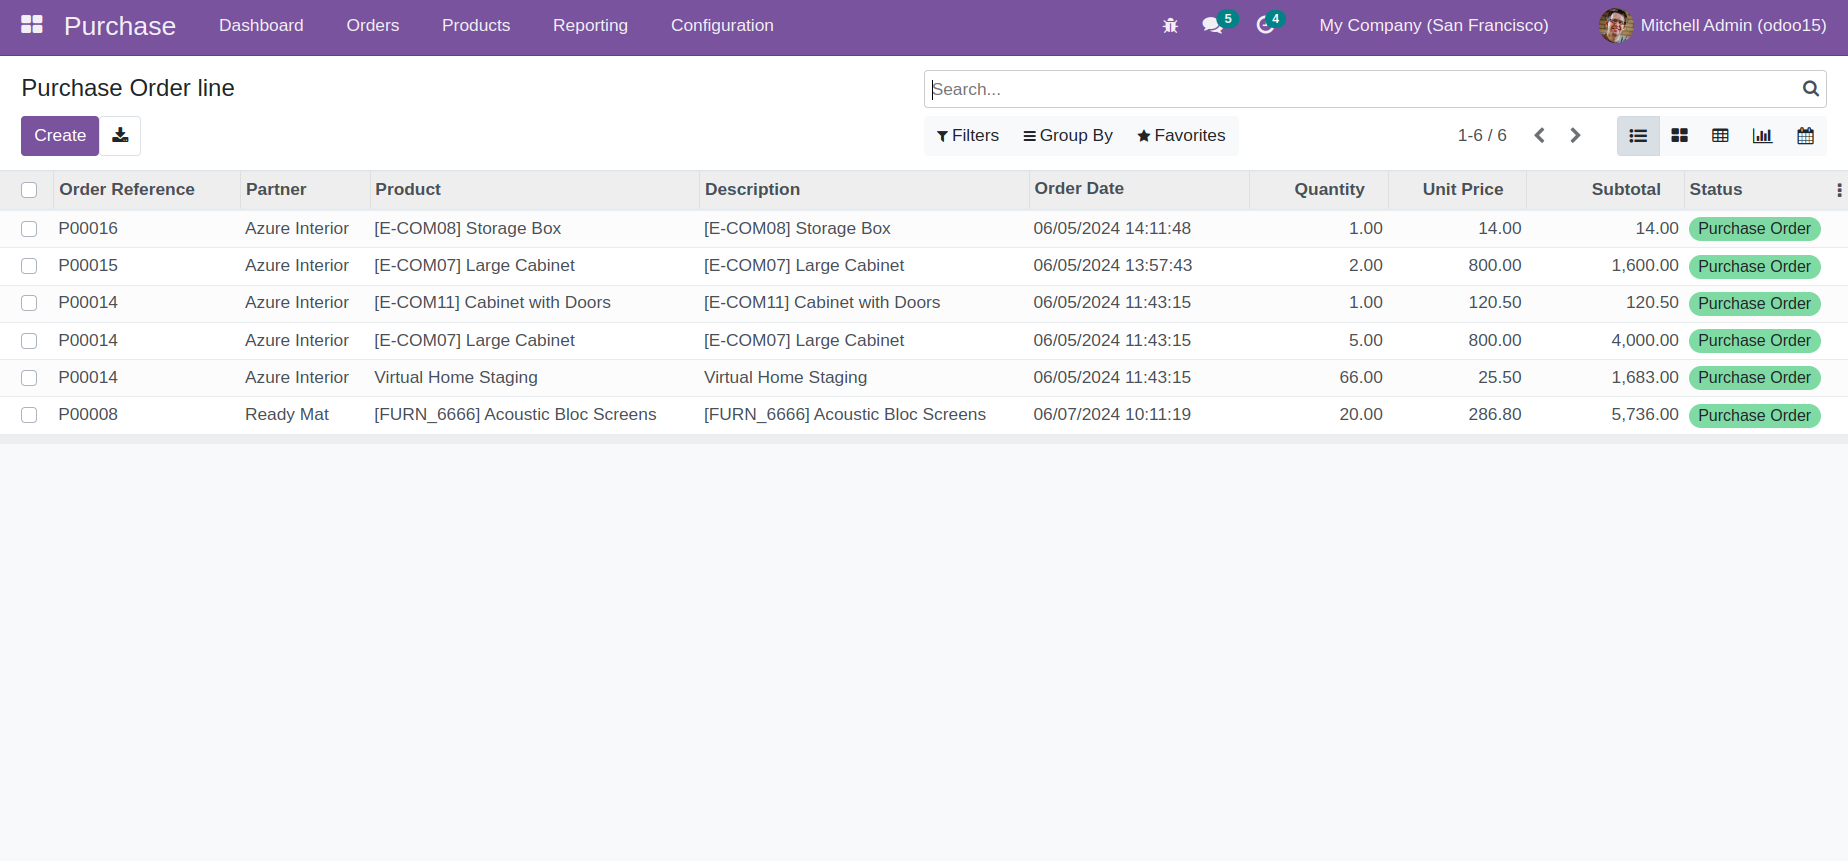 Purchase Dashboard Orders Products Reporting Configuration 5 4 My Company (San Francisco) Mitchell Admin (odoo15)
Purchase Order line
Search...
Create Filters Group By Favorites 1-6 / 6
Order Reference Partner Product Description Order Date Quantity Unit Price Subtotal Status
P00016 Azure Interior [E-COM08] Storage Box [E-COM08] Storage Box 06/05/2024 14:11:48 1.00 14.00 14.00 Purchase Order
P00015 Azure Interior [E-COM07] Large Cabinet [E-COM07] Large Cabinet 06/05/2024 13:57:43 2.00 800.00 1,600.00 Purchase Order
P00014 Azure Interior [E-COM11] Cabinet with Doors [E-COM11] Cabinet with Doors 06/05/2024 11:43:15 1.00 120.50 120.50 Purchase Order
P00014 Azure Interior [E-COM07] Large Cabinet [E-COM07] Large Cabinet 06/05/2024 11:43:15 5.00 800.00 4,000.00 Purchase Order
P00014 Azure Interior Virtual Home Staging Virtual Home Staging 06/05/2024 11:43:15 66.00 25.50 1,683.00 Purchase Order
P00008 Ready Mat [FURN_6666] Acoustic Bloc Screens [FURN_6666] Acoustic Bloc Screens 06/07/2024 10:11:19 20.00 286.80 5,736.00 Purchase Order